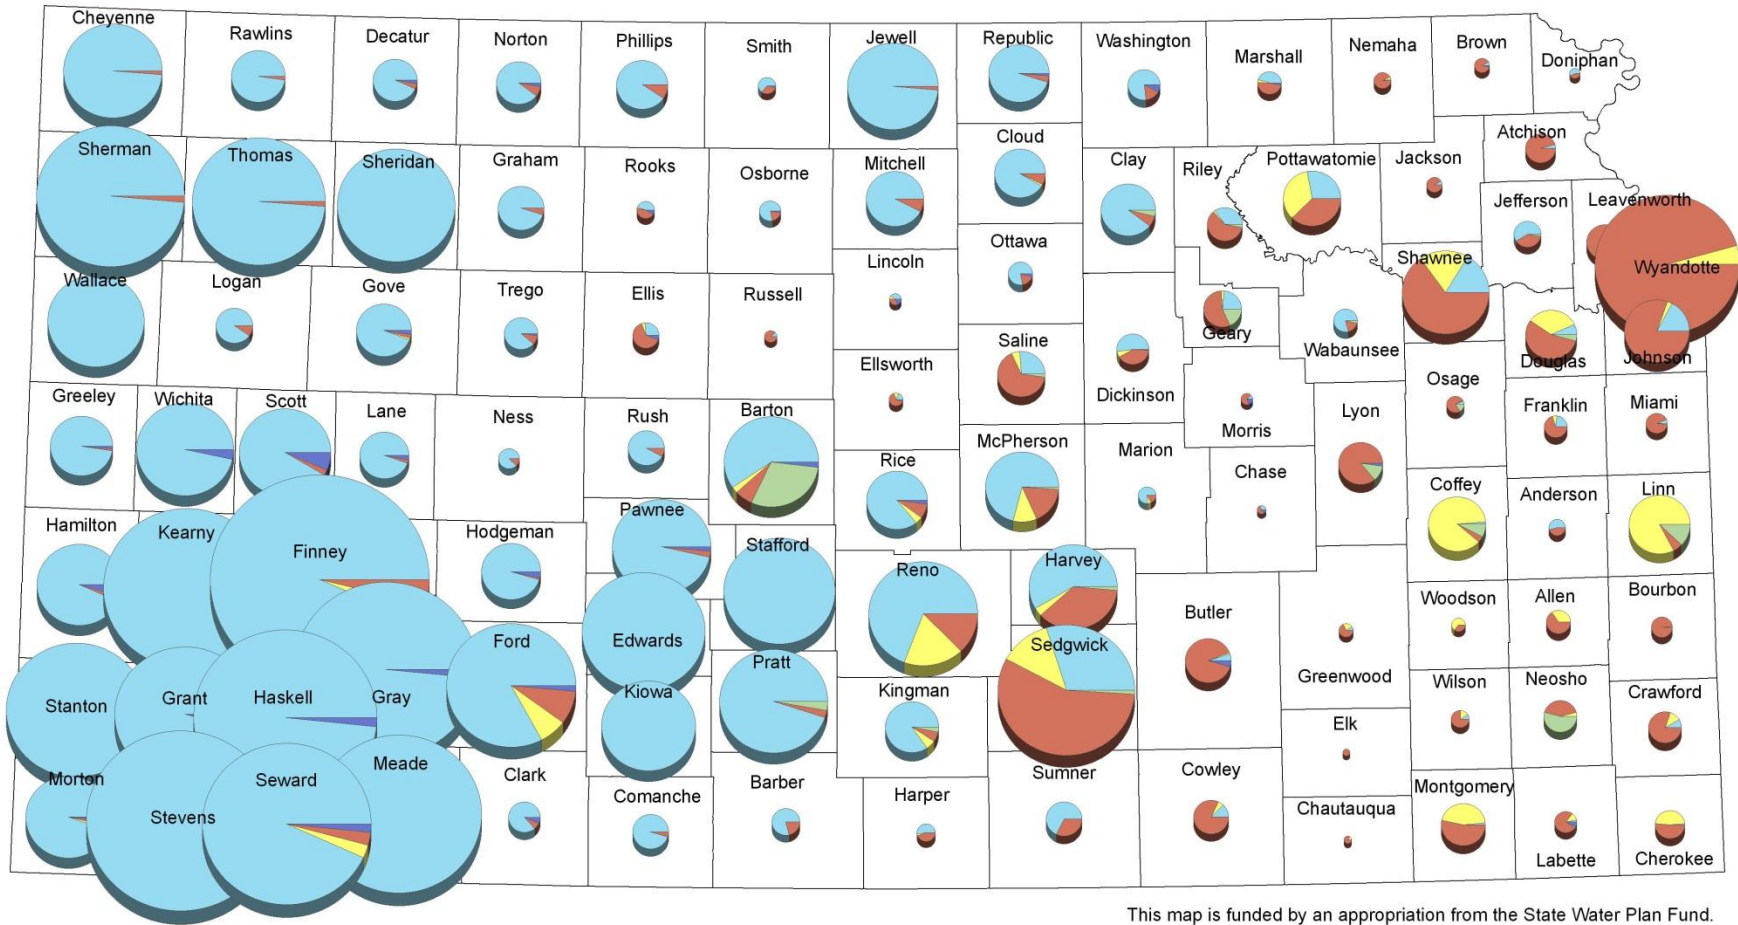 Cheyenne
Rawlins
Decatur
Norton
Phillips
Smith
Jewell
Republic
Washington
Marshall
Nemaha
Brown
Doniphan
Sherman
Thomas
Sheridan
Graham
Rooks
Osborne
Mitchell
Cloud
Clay
Riley
Pottawatomie
Jackson
Atchison
Jefferson
Leavenworth
Wyandotte
Wallace
Logan
Gove
Trego
Ellis
Russell
Lincoln
Ottawa
Saline
Dickinson
Geary
Wabaunsee
Shawnee
Douglas
Johnson
Greeley
Wichita
Scott
Lane
Ness
Rush
Barton
Ellsworth
Rice
McPherson
Marion
Morris
Chase
Lyon
Osage
Franklin
Miami
Coffey
Anderson
Linn
Hamilton
Kearny
Finney
Hodgeman
Pawnee
Stafford
Edwards
Reno
Harvey
Butler
Greenwood
Woodson
Allen
Bourbon
Stanton
Grant
Haskell
Gray
Ford
Kiowa
Pratt
Kingman
Sedgwick
Elk
Wilson
Neosho
Crawford
Morton
Stevens
Seward
Meade
Clark
Comanche
Barber
Harper
Sumner
Cowley
Chautauqua
Montgomery
Labette
Cherokee
This map is funded by an appropriation from the State Water Plan Fund.